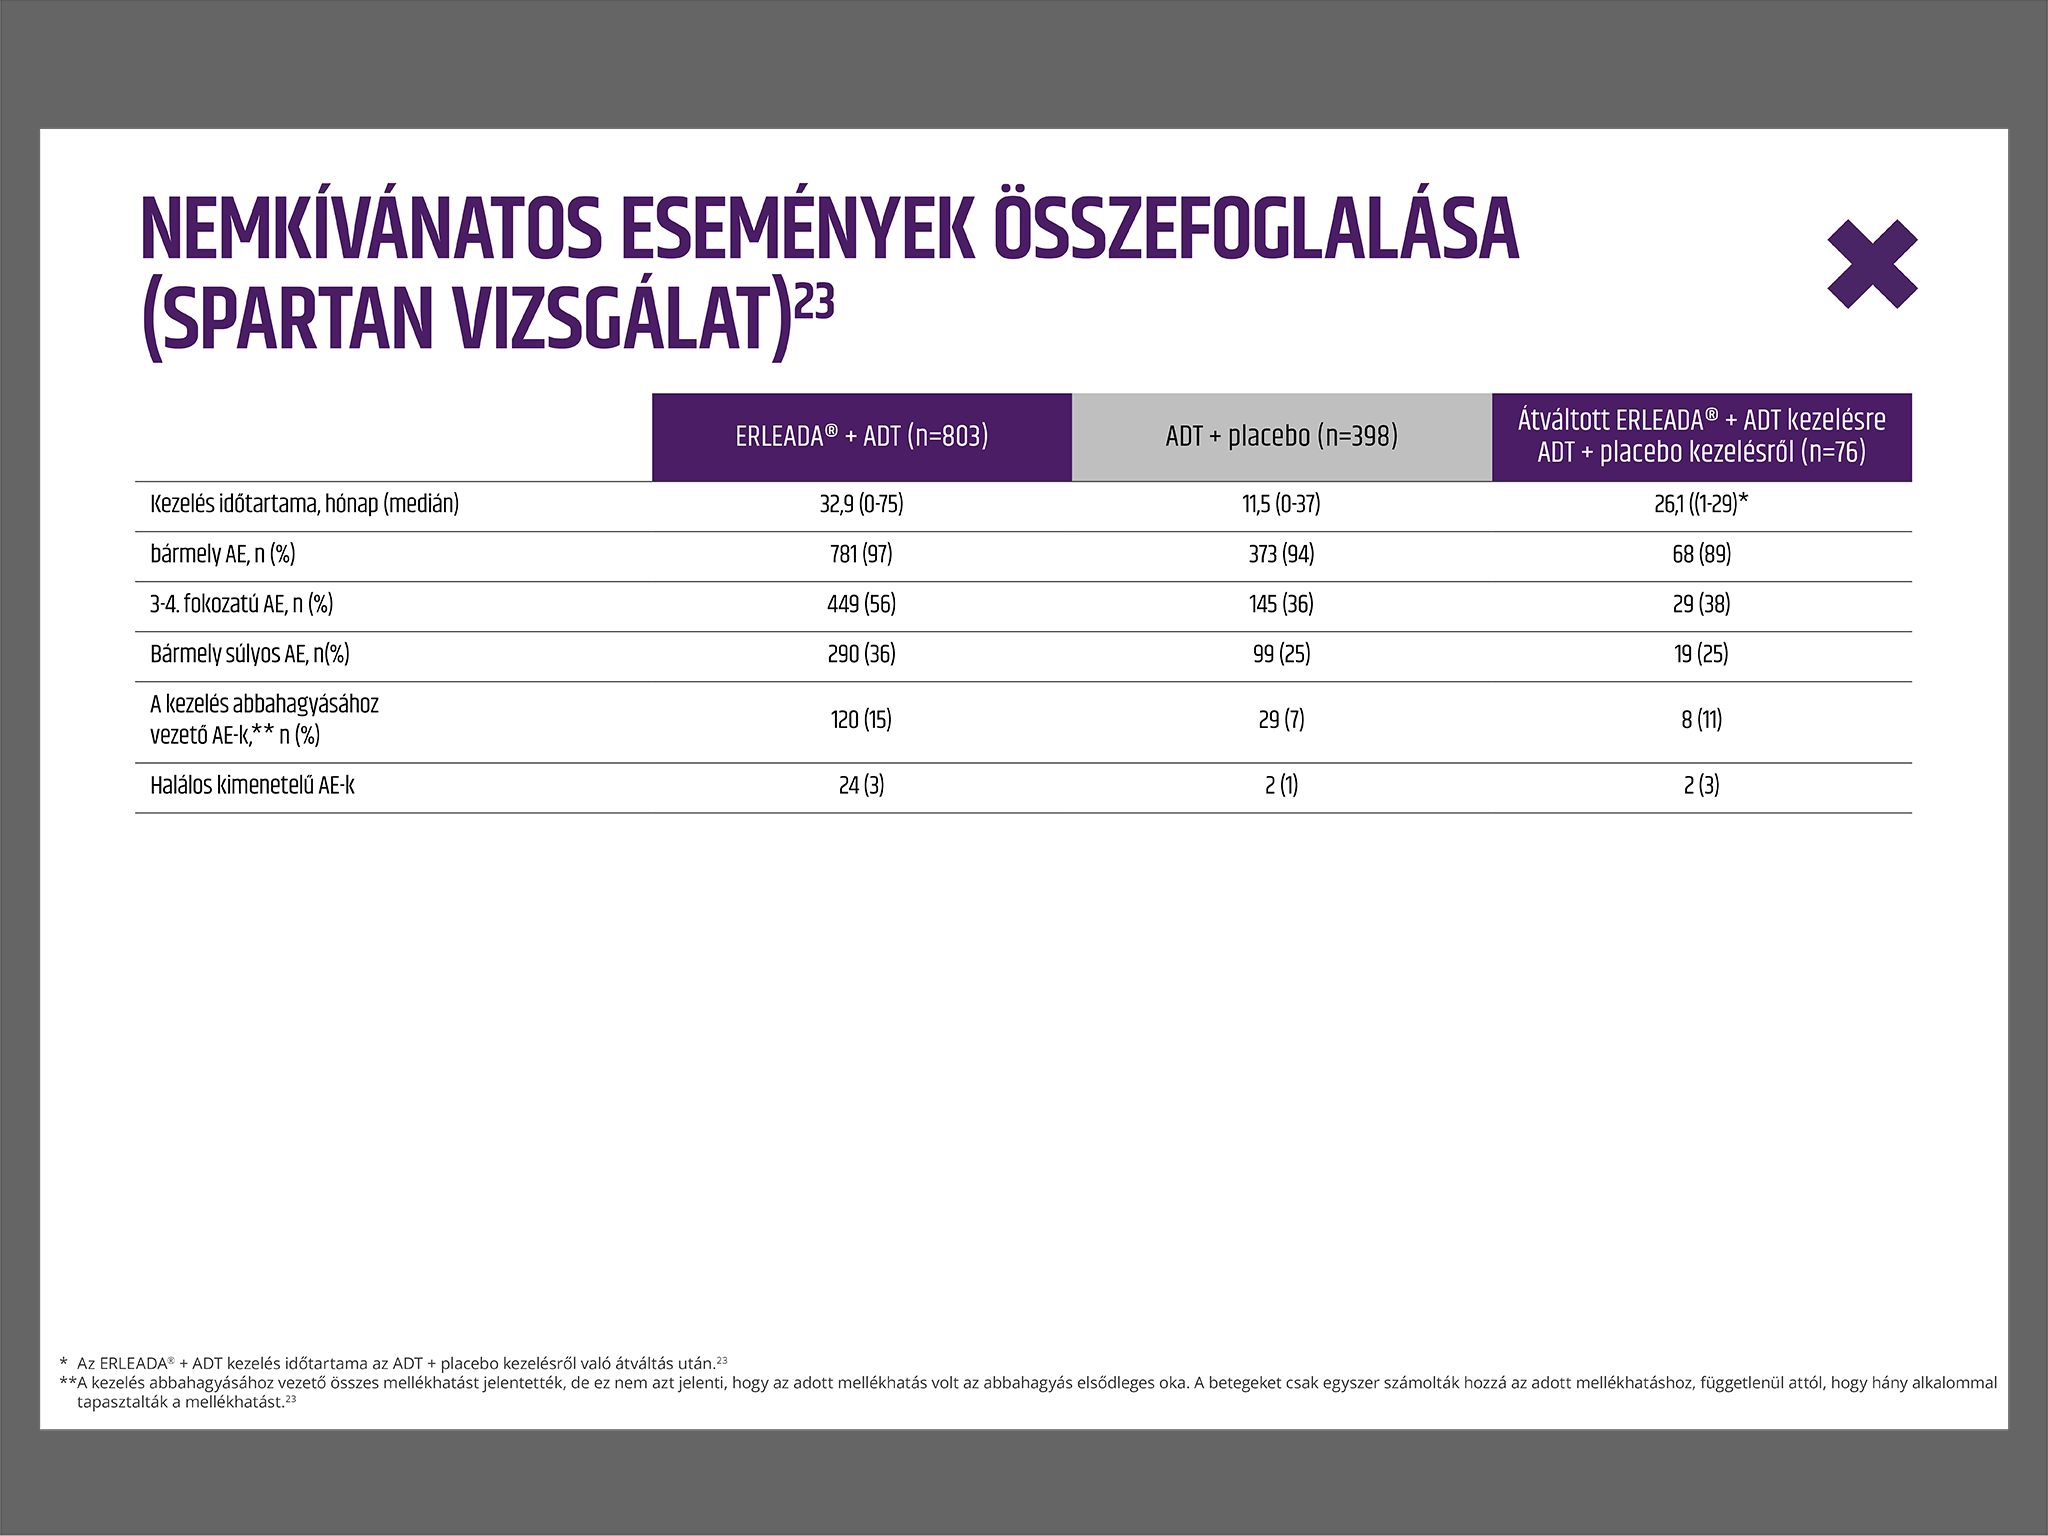 NEMKÍVÁNATOS ESEMÉNYEK ÖSSZEFOGLALÁSA
(SPARTAN VIZSGÁLAT)²³
ERLEADA® + ADT (n=803)
ADT + placebo (n=398)
Átváltott ERLEADA® + ADT kezelésre
ADT + placebo kezelésről (n=76)
Kezelés időtartama, hónap (medián) 32,9 (0-75) 11,5 (0-37) 26,1 ((1-29)*
bármely AE, n (%) 781 (97) 373 (94) 68 (89)
3-4. fokozatú AE, n (%) 449 (56) 145 (36) 29 (38)
Bármely súlyos AE, n(%) 290 (36) 99 (25) 19 (25)
A kezelés abbahagyásához
vezető AE-k,** n (%) 120 (15) 29 (7) 8 (11)
Halálos kimenetelű AE-k 24 (3) 2 (1) 2 (3)
* Az ERLEADA® + ADT kezelés időtartama az ADT + placebo kezelésről való átváltás után.²³
**A kezelés abbahagyásához vezető összes mellékhatást jelentették, de ez nem azt jelenti, hogy az adott mellékhatás volt az abbahagyás elsődleges oka. A betegeket csak egyszer számolták hozzá az adott mellékhatáshoz, függetlenül attól, hogy hány alkalommal
tapasztalták a mellékhatást.²³